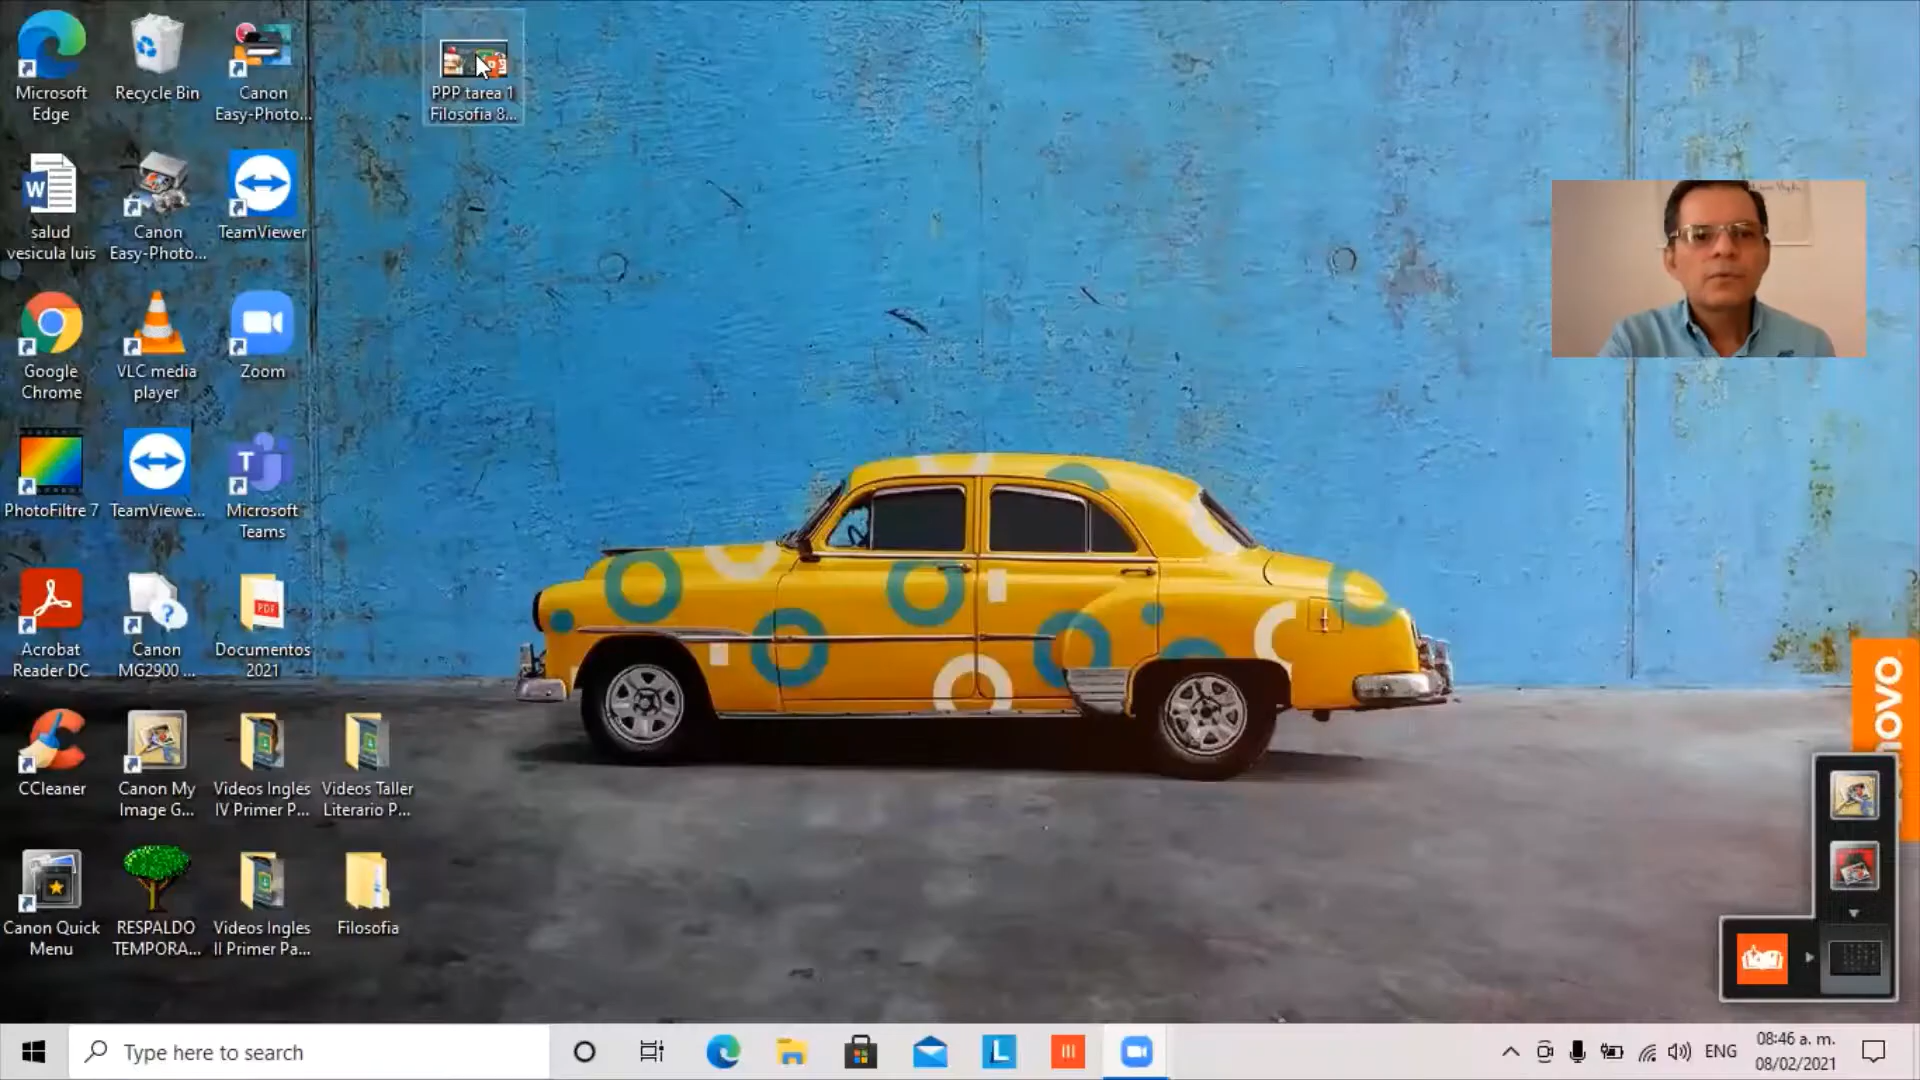 Microsoft
Edge
Recycle Bin
Canon
Easy-Photo...
PPP tarea 1
Filosofia 8...
W
salud
vesicula luis
Canon
Easy-Photo...
TeamViewer
Google
Chrome
VLC media
player
Zoom
PhotoFiltre 7
TeamViewe...
T
Microsoft
Teams
Acrobat
Reader DC
Canon
MG2900 ...
PDF
Documentos
2021
CCleaner
Canon My
Image G...
Videos Ingles
IV Primer P...
Videos Taller
Literario P...
Canon Quick
Menu
RESPALDO
TEMPORA...
Videos Ingles
II Primer Pa...
Filosofia
Type here to search
L
ENG
08:46 a. m.
08/02/2021